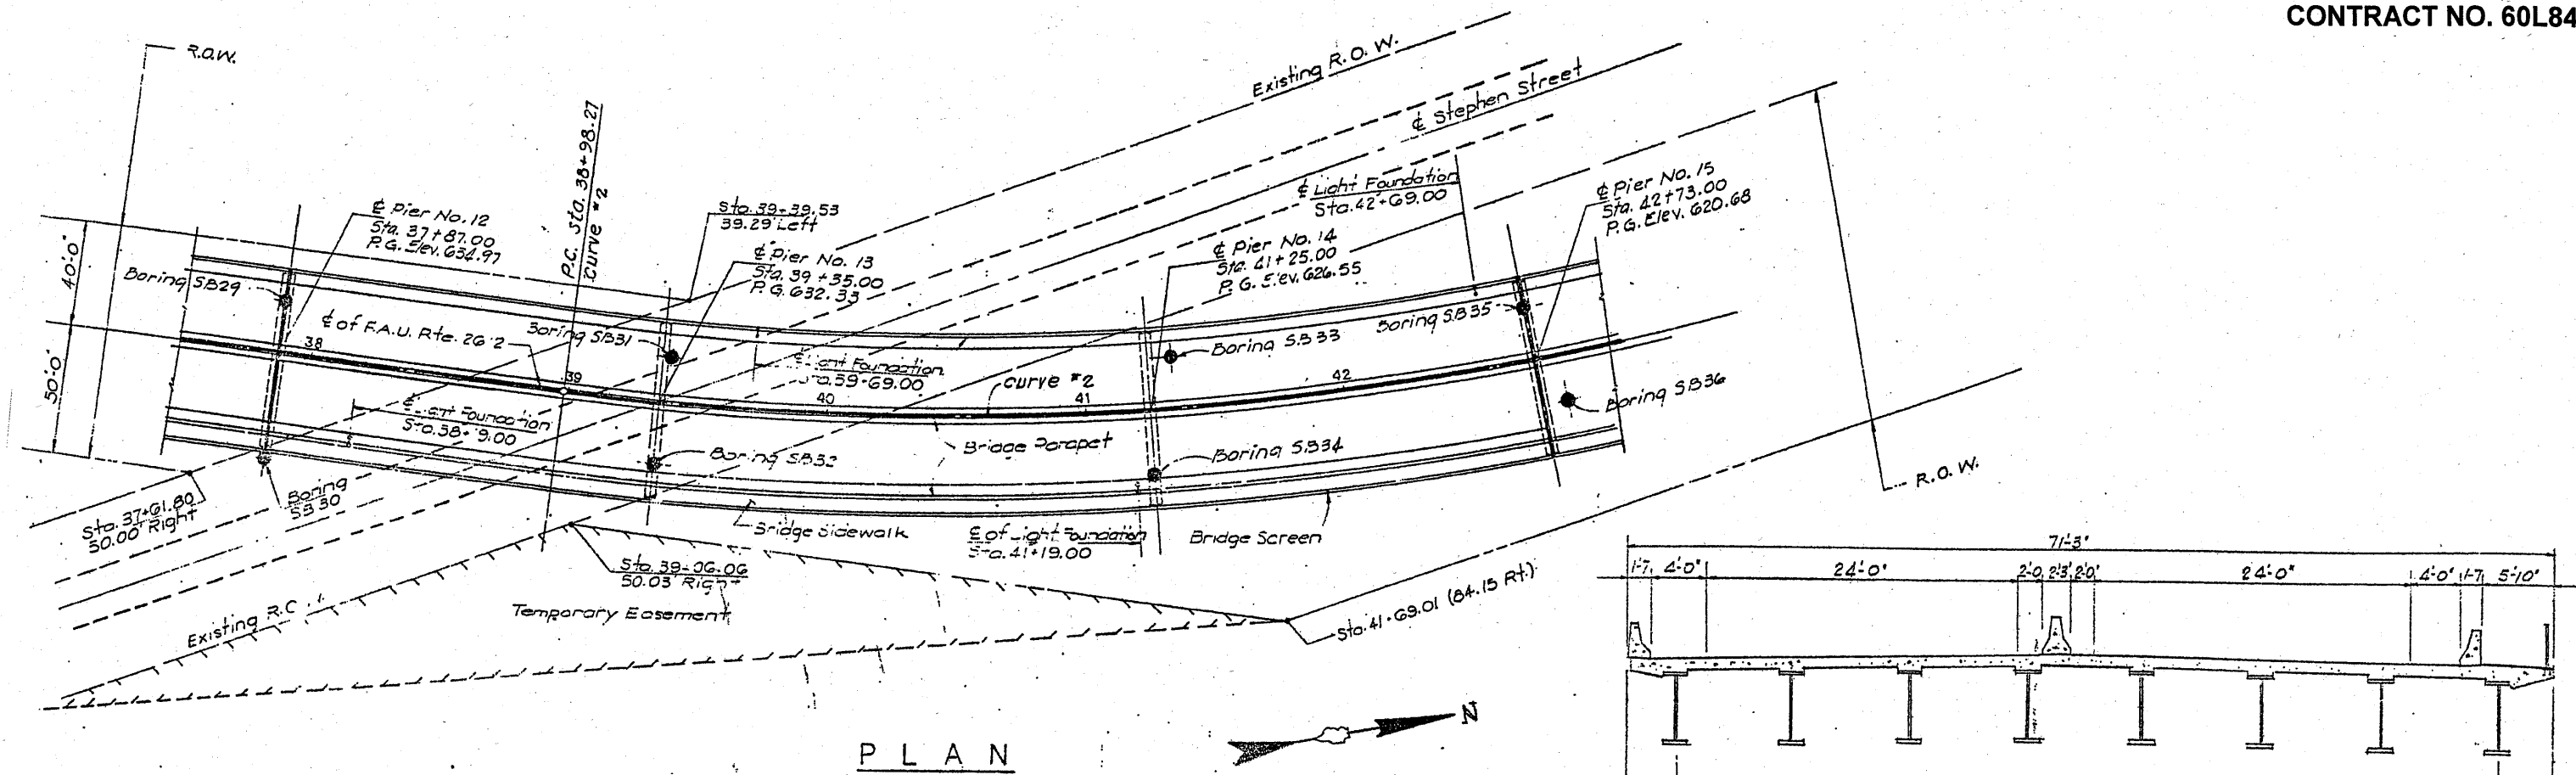 CONTRACT NO. 60L84
R.O.W.
Existing R.O.W.
℄ Stephen Street
P.C. Sta. 38+98.27
Curve #2
℄ Pier No. 12
Sta. 37+87.00
P.G. Elev. 634.97
Sta. 39+39.53
39.29' Left
℄ Pier No. 13
Sta. 39+35.00
P.G. 632.33
℄ Light Foundation
Sta. 42+69.00
℄ Pier No. 14
Sta. 41+25.00
P.G. Elev. 626.55
℄ Pier No. 15
Sta. 42+73.00
P.G. Elev. 620.68
40'-0"
50'-0"
Boring SB29
℄ of F.A.U. Rte. 26 2
Boring SB31
Boring SB33
Boring SB35
38
39
40
41
42
Foundation
69.00
Curve #2
Boring SB36
Foundation
Bridge Parapet
Boring SB32
Boring SB34
Boring
SB30
Sta. 37+61.80
50.00' Right
Bridge Sidewalk
℄ of Light Foundation
Sta. 41+19.00
Bridge Screen
R.O.W.
Sta. 39+06.06
50.03' Right
Temporary Easement
Existing
Sta. 41+69.01 (84.15 Rt.)
71'-3"
1'-7 4'-0" 24'-0" 2'-0 2'-3" 2'-0 24'-0" 4'-0" 1'-7 5'-10"
PLAN
N